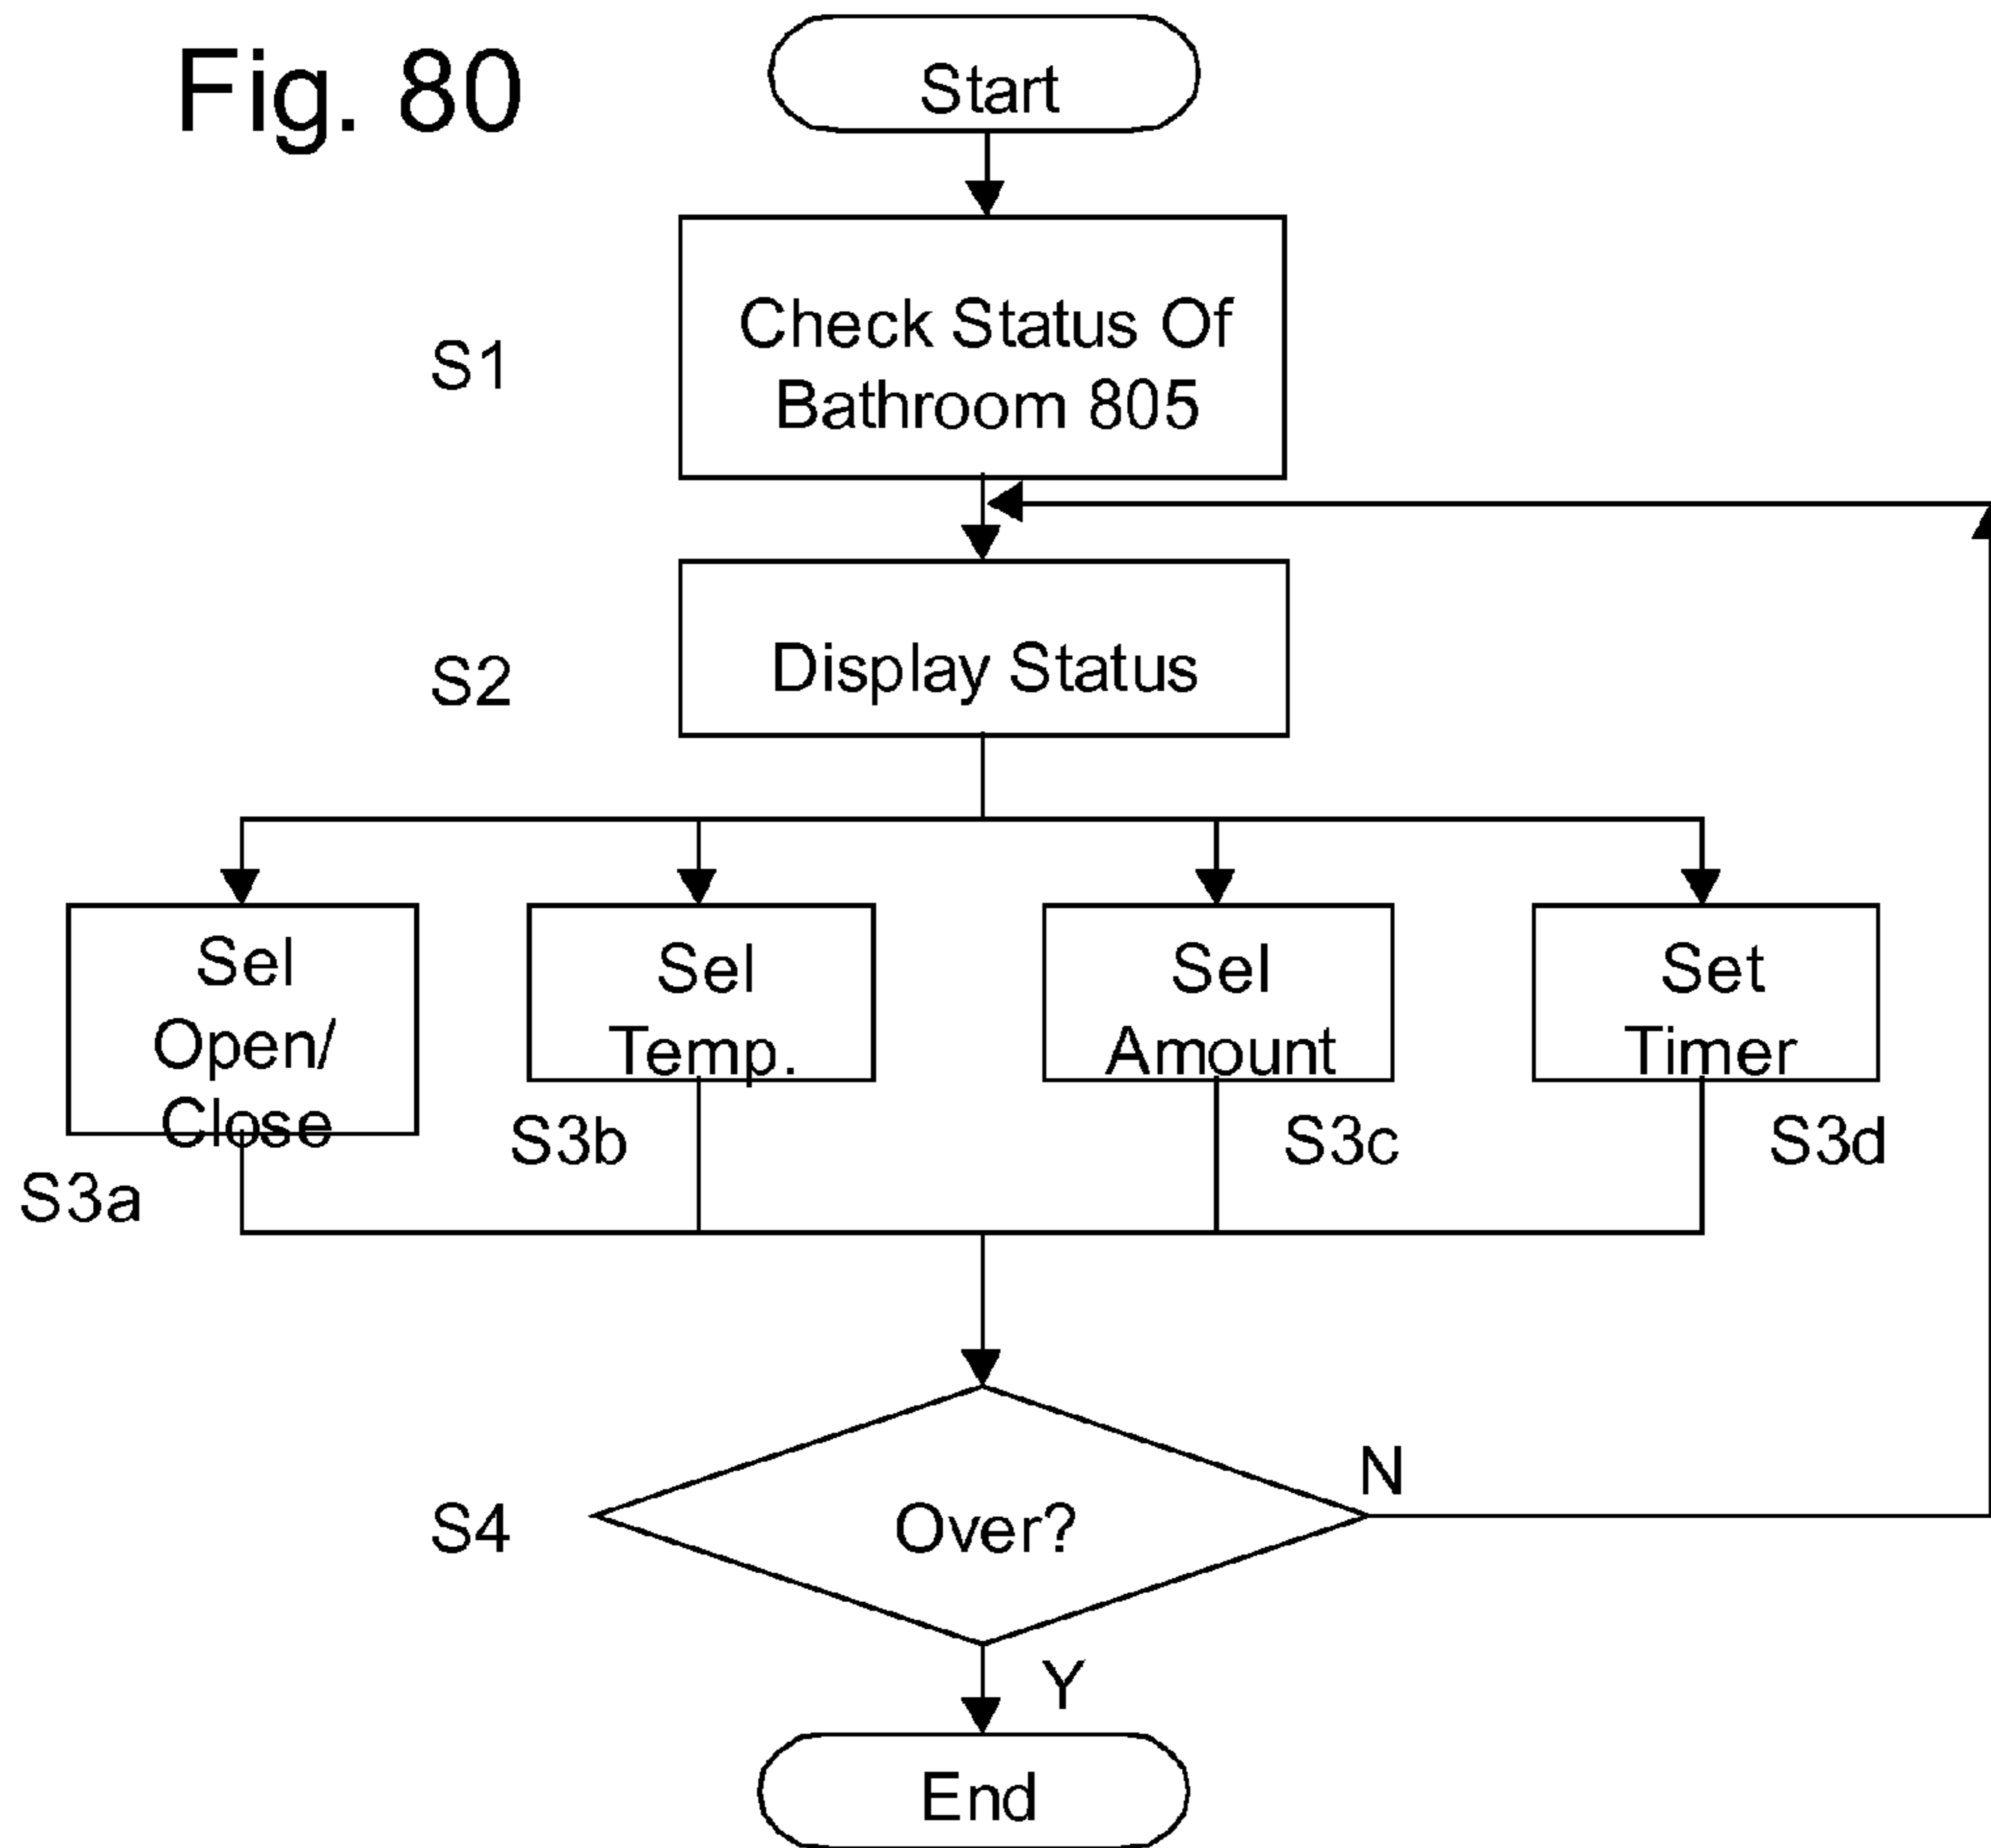 Fig. 80
Start
S1
Check Status Of
Bathroom 805
S2
Display Status
Sel
Open/
Close
S3a
Sel
Temp.
S3b
Sel
Amount
S3c
Set
Timer
S3d
S4
Over?
N
Y
End